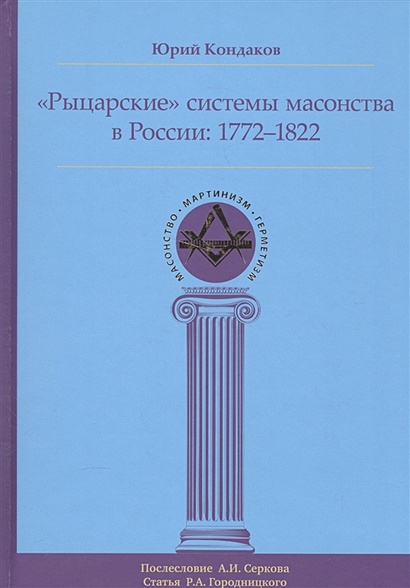 Юрий Кондаков
«Рыцарские» системы масонства
в России: 1772–1822
МАСОНСТВО · МАРТИНИЗМ · ГЕРМЕТИЗМ
Послесловие А.И. Серкова
Статья Р.А. Городницкого